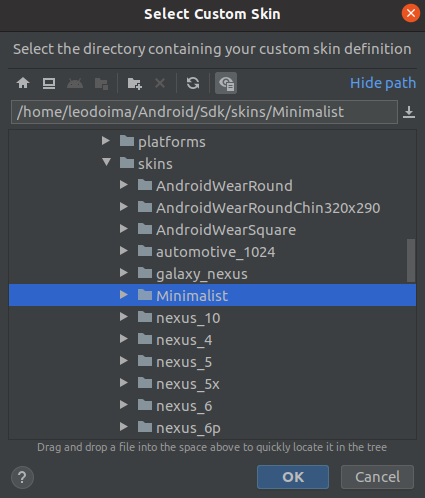 Select Custom Skin
Select the directory containing your custom skin definition
Hide path
/home/leodoima/Android/Sdk/skins/Minimalist
platforms
skins
AndroidWearRound
AndroidWearRoundChin320x290
AndroidWearSquare
automotive_1024
galaxy_nexus
Minimalist
nexus_10
nexus_4
nexus_5
nexus_5x
nexus_6
nexus_6p
Drag and drop a file into the space above to quickly locate it in the tree
? OK Cancel